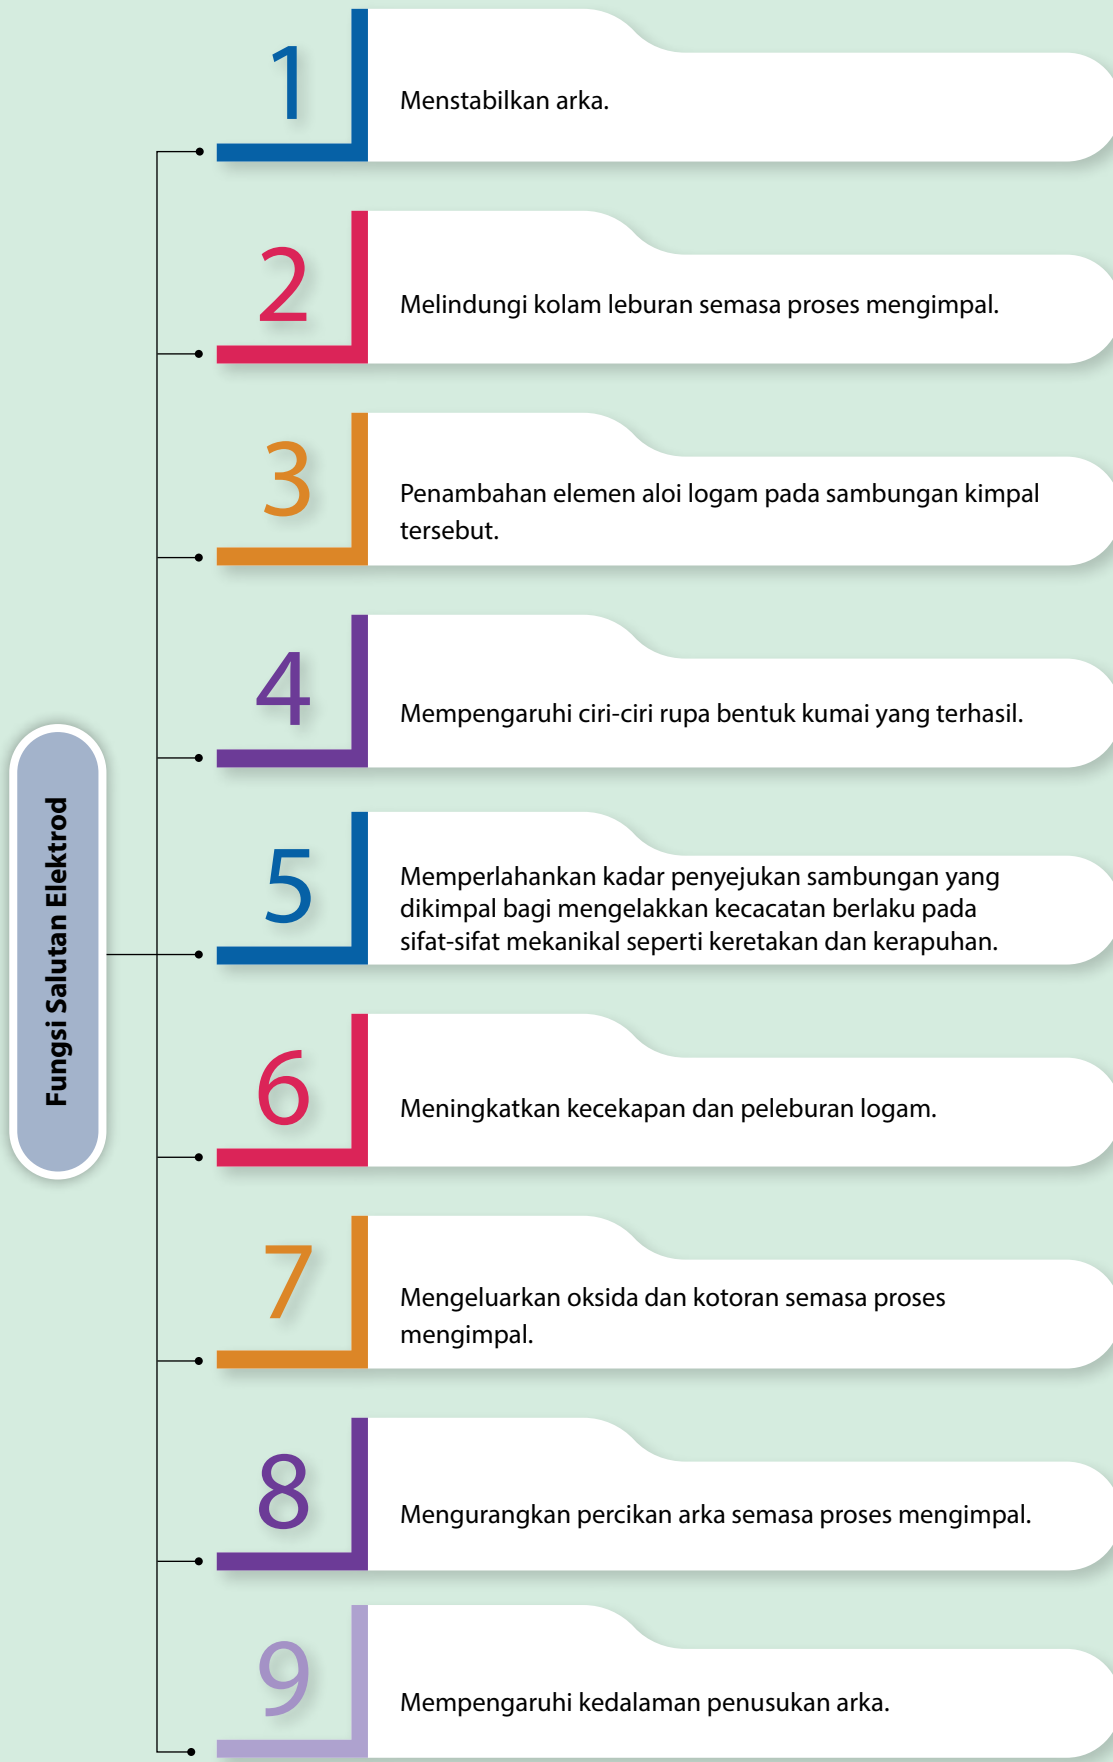 Fungsi Salutan Elektrod
1
Menstabilkan arka.
2
Melindungi kolam leburan semasa proses mengimpal.
3
Penambahan elemen aloi logam pada sambungan kimpal
tersebut.
4
Mempengaruhi ciri-ciri rupa bentuk kumai yang terhasil.
5
Memperlahankan kadar penyejukan sambungan yang
dikimpal bagi mengelakkan kecacatan berlaku pada
sifat-sifat mekanikal seperti keretakan dan kerapuhan.
6
Meningkatkan kecekapan dan peleburan logam.
7
Mengeluarkan oksida dan kotoran semasa proses
mengimpal.
8
Mengurangkan percikan arka semasa proses mengimpal.
9
Mempengaruhi kedalaman penusukan arka.